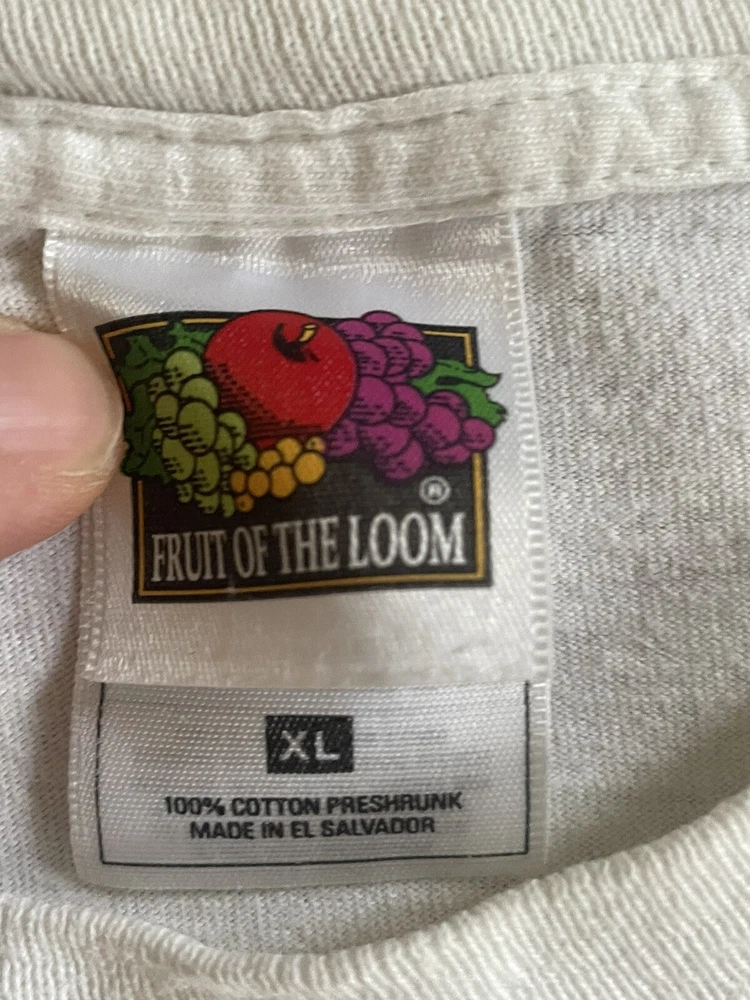 ®
FRUIT OF THE LOOM
XL
100% COTTON PRESHRUNK
MADE IN EL SALVADOR